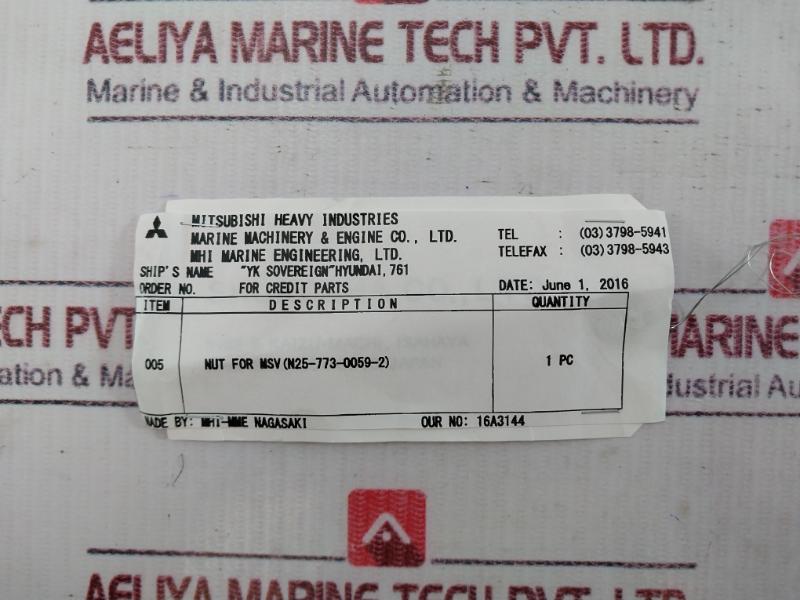 AELIYA MARINE TECH PVT. LTD.
Marine & Industrial Automation & Machinery
MITSUBISHI HEAVY INDUSTRIES
MARINE MACHINERY & ENGINE CO., LTD.
MHI MARINE ENGINEERING, LTD.
TEL : (03) 3798-5941
TELEFAX : (03) 3798-5943
SHIP'S NAME "YK SOVEREIGN"HYUNDAI, 761
ORDER NO. FOR CREDIT PARTS DATE: June 1, 2016
ITEM DESCRIPTION QUANTITY
005 NUT FOR MSV(N25-773-0059-2) 1 PC
MADE BY: MHI-MME NAGASAKI OUR NO: 16A3144
CH PVT
MARINE
ation & Ma
dustrial Au
AELIYA MARINE TECH PVT. LTD.